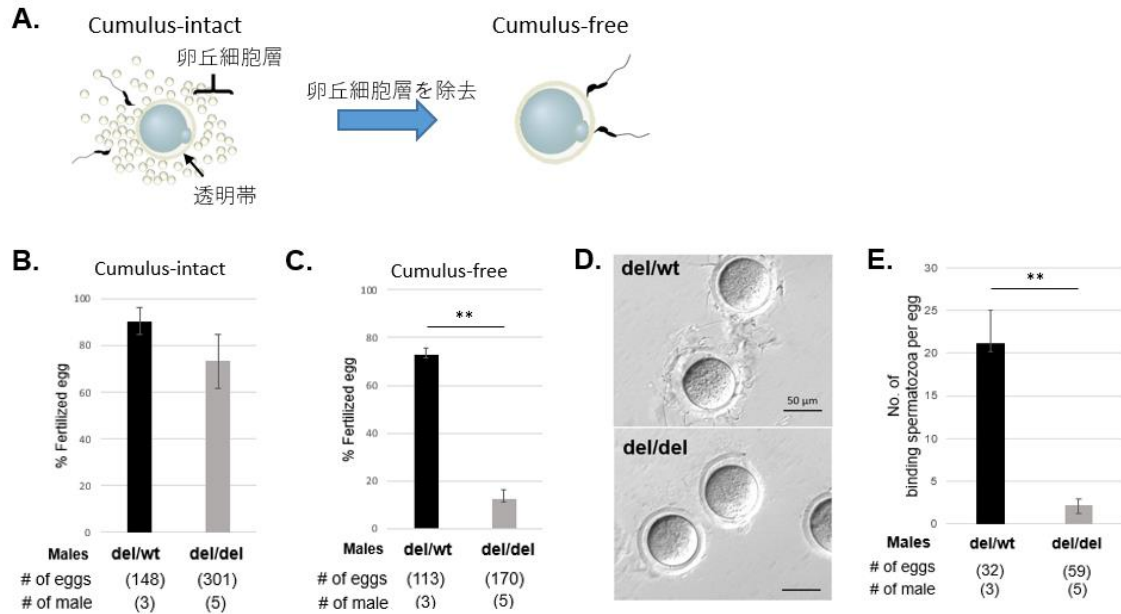 A.
Cumulus-intact
卵丘細胞層
透明帯
卵丘細胞層を除去
Cumulus-free
B.
Cumulus-intact
% Fertilized egg
100
80
60
40
20
0
Males del/wt del/del
# of eggs (148) (301)
# of male (3) (5)
C.
Cumulus-free
% Fertilized egg
100
80
60
40
20
0
**
Males del/wt del/del
# of eggs (113) (170)
# of male (3) (5)
D.
del/wt
50 μm
del/del
E.
No. of
binding spermatozoa per egg
30
25
20
15
10
5
0
**
Males del/wt del/del
# of eggs (32) (59)
# of male (3) (5)